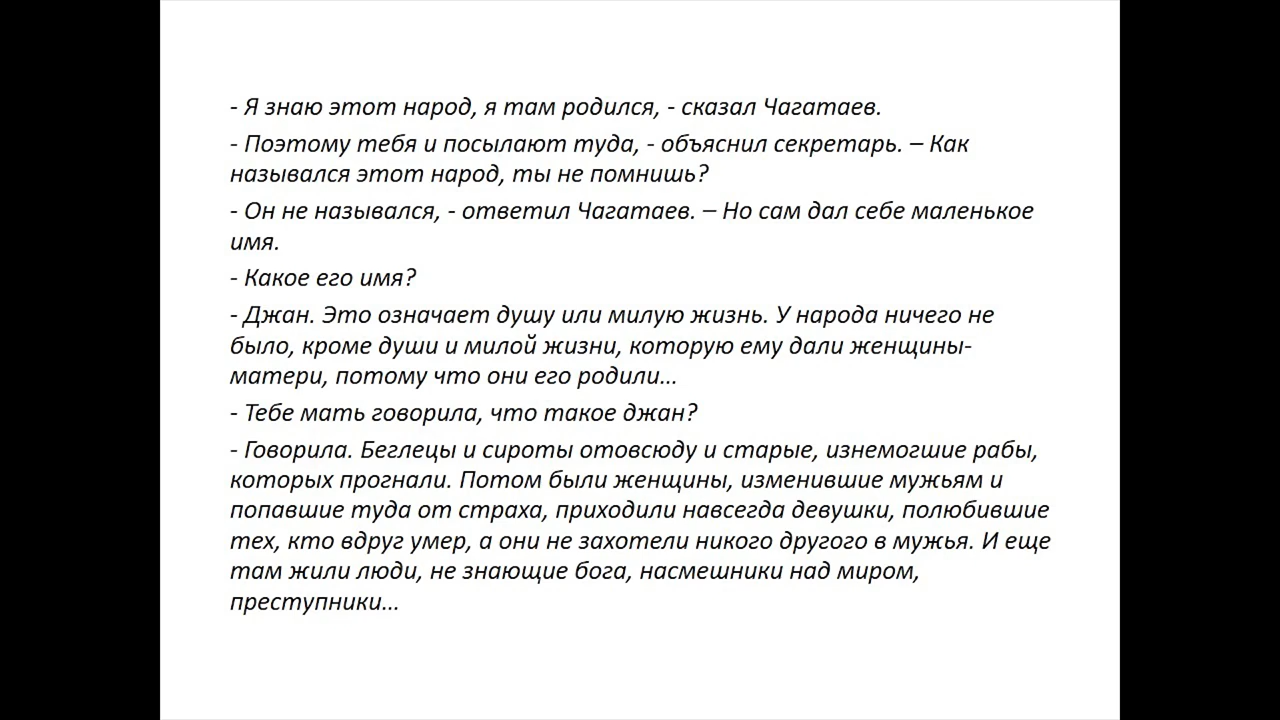 - Я знаю этот народ, я там родился, - сказал Чагатаев.
- Поэтому тебя и посылают туда, - объяснил секретарь. – Как
назывался этот народ, ты не помнишь?
- Он не назывался, - ответил Чагатаев. – Но сам дал себе маленькое
имя.
- Какое его имя?
- Джан. Это означает душу или милую жизнь. У народа ничего не
было, кроме души и милой жизни, которую ему дали женщины-
матери, потому что они его родили…
- Тебе мать говорила, что такое джан?
- Говорила. Беглецы и сироты отовсюду и старые, изнемогшие рабы,
которых прогнали. Потом были женщины, изменившие мужьям и
попавшие туда от страха, приходили навсегда девушки, полюбившие
тех, кто вдруг умер, а они не захотели никого другого в мужья. И еще
там жили люди, не знающие бога, насмешники над миром,
преступники…